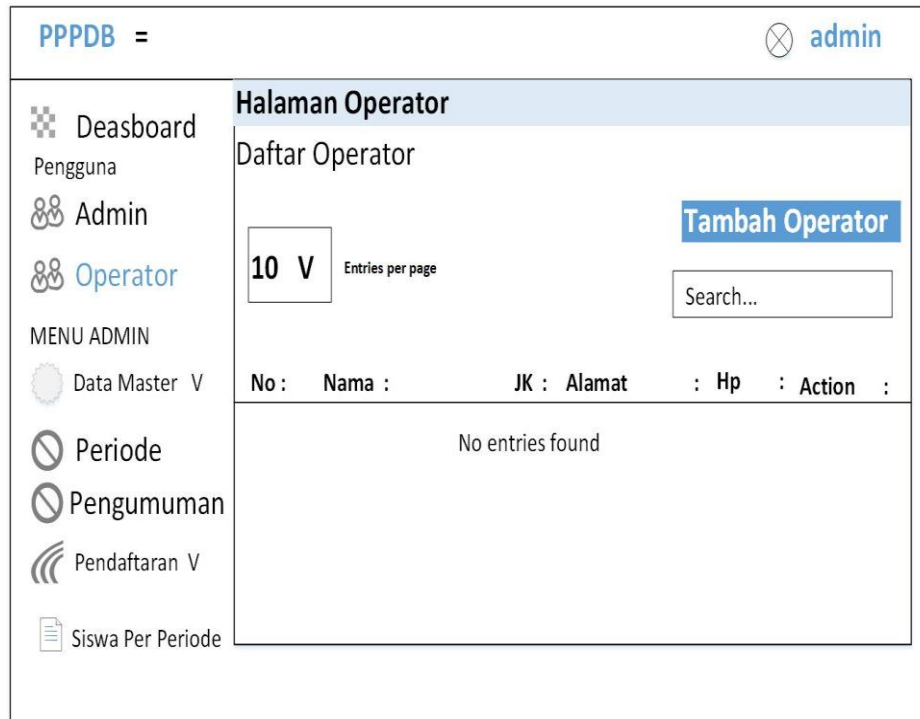 PPPDB =
admin
Deasboard
Pengguna
Admin
Operator
MENU ADMIN
Data Master V
Periode
Pengumuman
Pendaftaran V
Siswa Per Periode
Halaman Operator
Daftar Operator
Tambah Operator
10 V Entries per page
Search...
No : Nama : JK : Alamat : Hp : Action :
No entries found